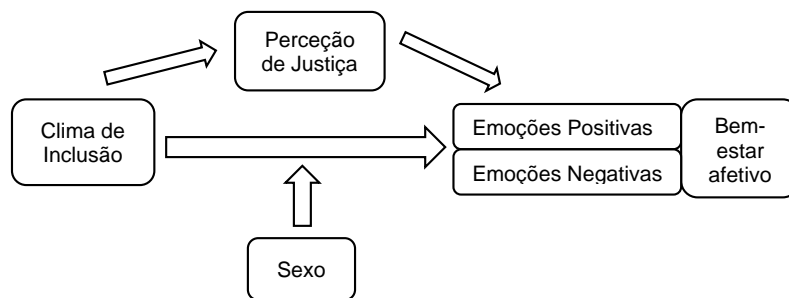 Perceção
de Justiça
Clima de
Inclusão
Emoções Positivas
Emoções Negativas
Bem-
estar
afetivo
Sexo